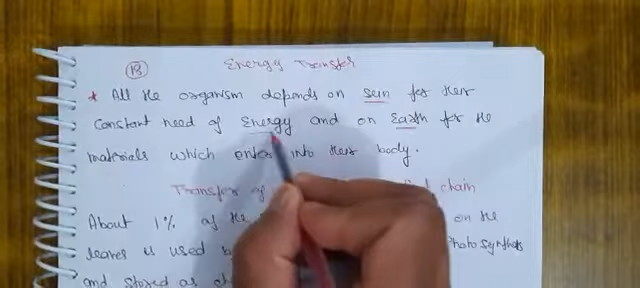 13 Energy Transfer
* All the organism depends on sun for their
Constant need of Energy and on Earth for the
materials which enter into their body.
Transfer of chain
About 1% of the on the
leaves is used Photosynthes
and stored as